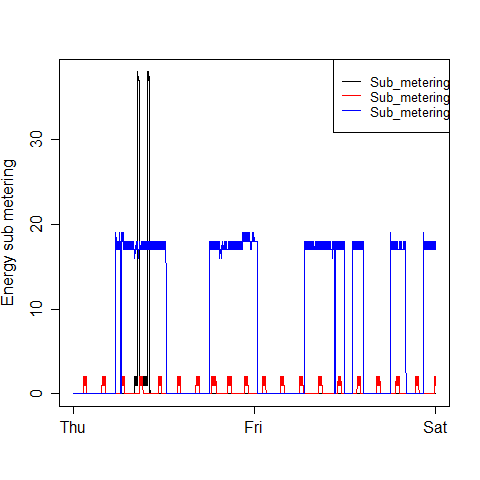 Sub_metering
Sub_metering
Sub_metering
Energy sub metering
30
20
10
0
Thu Fri Sat